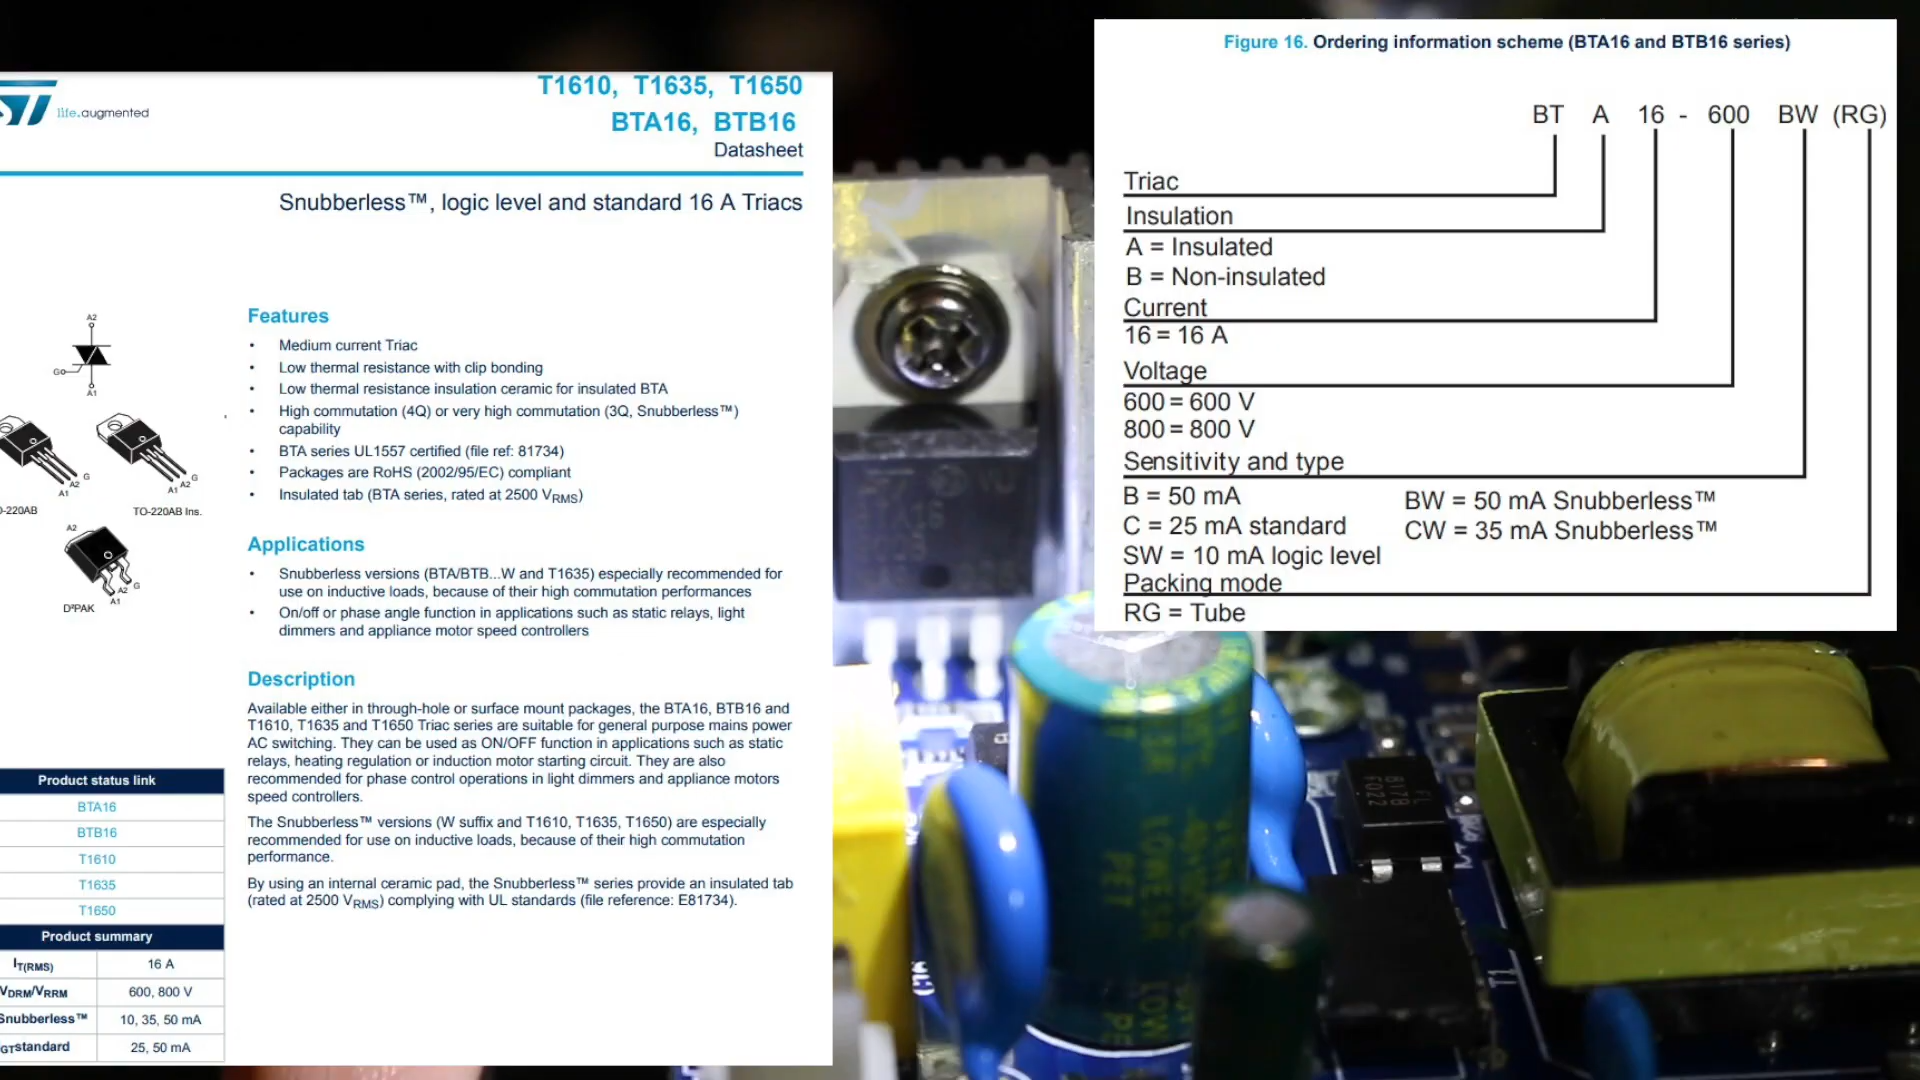 ST
life.augmented
T1610, T1635, T1650
BTA16, BTB16
Datasheet
Snubberless™, logic level and standard 16 A Triacs
A2
G
A1
G
A2
A1
G
A2
A1
-220AB
TO-220AB Ins.
A2
G
A2
A1
D²PAK
Features
• Medium current Triac
• Low thermal resistance with clip bonding
• Low thermal resistance insulation ceramic for insulated BTA
• High commutation (4Q) or very high commutation (3Q, Snubberless™)
capability
• BTA series UL1557 certified (file ref: 81734)
• Packages are RoHS (2002/95/EC) compliant
• Insulated tab (BTA series, rated at 2500 VRMS)
Applications
• Snubberless versions (BTA/BTB...W and T1635) especially recommended for
use on inductive loads, because of their high commutation performances
• On/off or phase angle function in applications such as static relays, light
dimmers and appliance motor speed controllers
Description
Available either in through-hole or surface mount packages, the BTA16, BTB16 and
T1610, T1635 and T1650 Triac series are suitable for general purpose mains power
AC switching. They can be used as ON/OFF function in applications such as static
relays, heating regulation or induction motor starting circuit. They are also
recommended for phase control operations in light dimmers and appliance motors
speed controllers.
The Snubberless™ versions (W suffix and T1610, T1635, T1650) are especially
recommended for use on inductive loads, because of their high commutation
performance.
By using an internal ceramic pad, the Snubberless™ series provide an insulated tab
(rated at 2500 VRMS) complying with UL standards (file reference: E81734).
Product status link
BTA16
BTB16
T1610
T1635
T1650
Product summary
IT(RMS) 16 A
VDRM/VRRM 600, 800 V
Snubberless™ 10, 35, 50 mA
GT standard 25, 50 mA
Figure 16. Ordering information scheme (BTA16 and BTB16 series)
BT A 16 - 600 BW (RG)
Triac
Insulation
A = Insulated
B = Non-insulated
Current
16 = 16 A
Voltage
600 = 600 V
800 = 800 V
Sensitivity and type
B = 50 mA
C = 25 mA standard
SW = 10 mA logic level
BW = 50 mA Snubberless™
CW = 35 mA Snubberless™
Packing mode
RG = Tube
LOWESR
PET
LOW
FL
817B
F022
T1